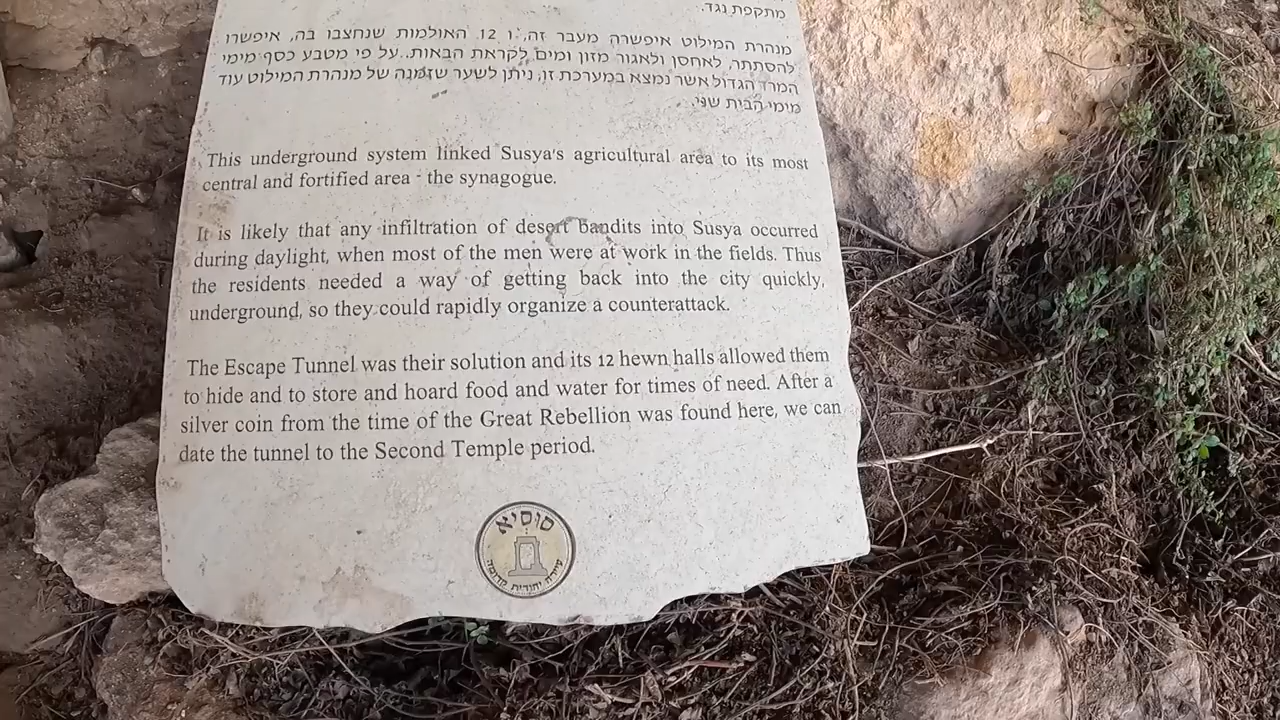 מתקפת נגד.
מנהרת המילוט איפשרה מעבר זה, ו 12 האולמות שנחצבו בה, איפשרו
להסתתר, לאחסן ולאגור מזון ומים לקראת הבאות. על פי מטבע כסף מימי
המרד הגדול אשר נמצא במערכת זו, ניתן לשער שזמנה של מנהרת המילוט עוד
מימי הבית שני.
This underground system linked Susya's agricultural area to its most
central and fortified area - the synagogue.
It is likely that any infiltration of desert bandits into Susya occurred
during daylight, when most of the men were at work in the fields. Thus
the residents needed a way of getting back into the city quickly,
underground, so they could rapidly organize a counterattack.
The Escape Tunnel was their solution and its 12 hewn halls allowed them
to hide and to store and hoard food and water for times of need. After a
silver coin from the time of the Great Rebellion was found here, we can
date the tunnel to the Second Temple period.
סוסיא
עיירה יהודית קדומה